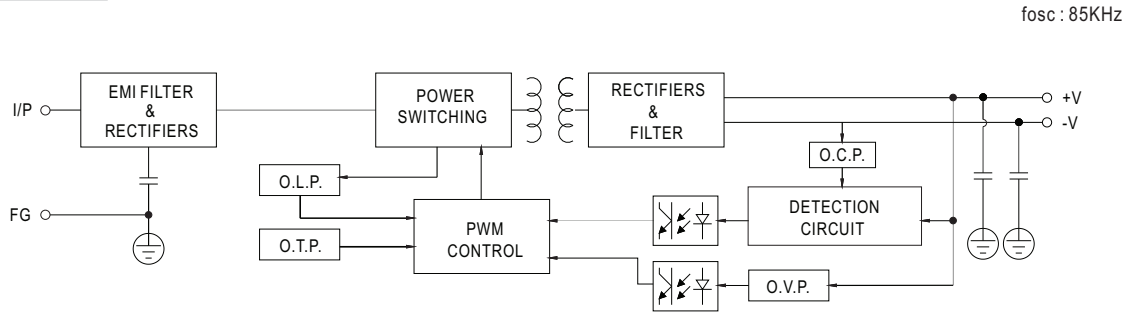 fosc : 85KHz
I/P
EMI FILTER
&
RECTIFIERS
POWER
SWITCHING
RECTIFIERS
&
FILTER
+V
-V
O.C.P.
O.L.P.
FG
PWM
CONTROL
DETECTION
CIRCUIT
O.T.P.
O.V.P.